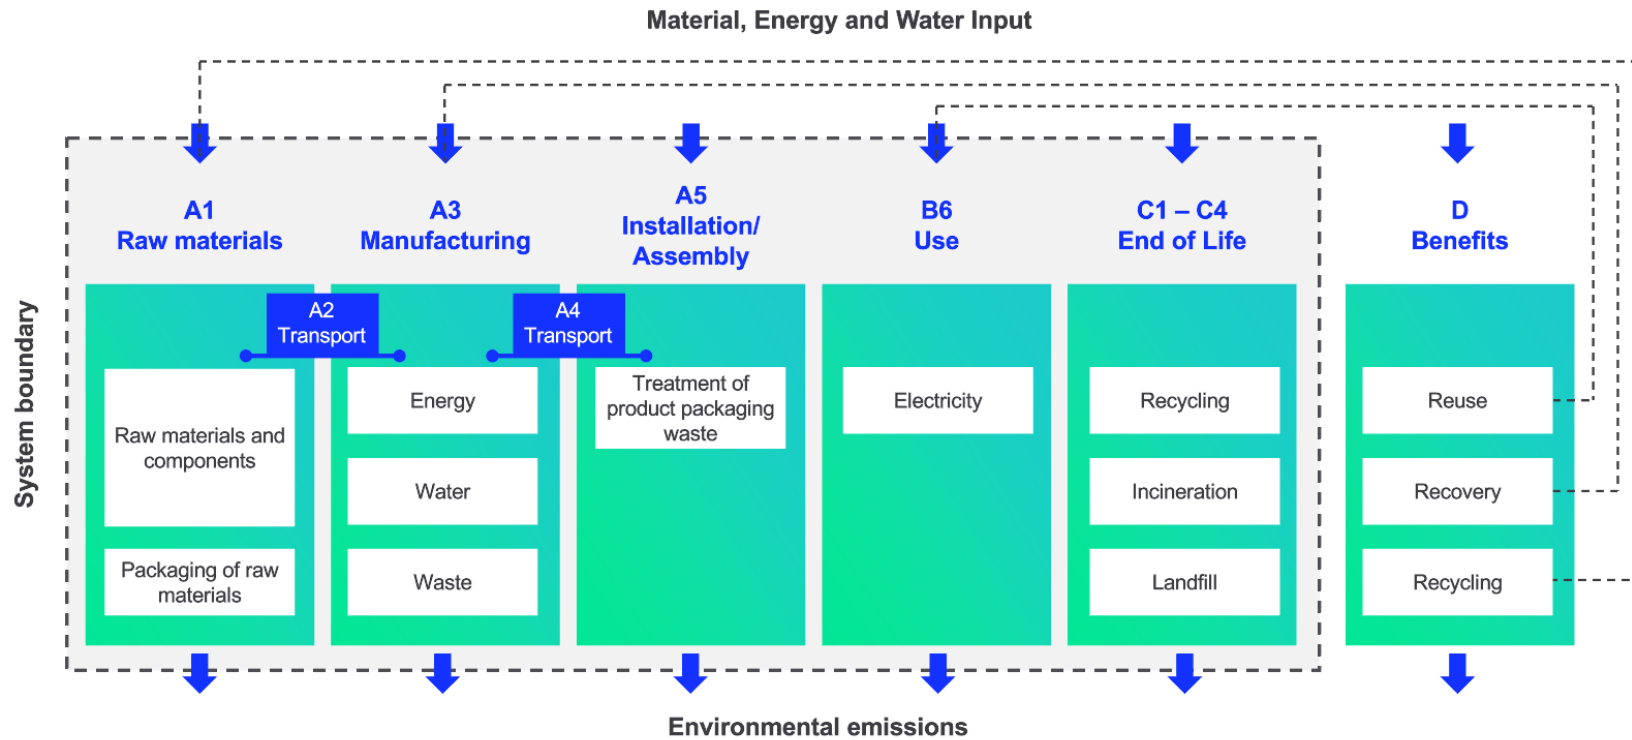 Material, Energy and Water Input
A1
Raw materials
A3
Manufacturing
A5
Installation/
Assembly
B6
Use
C1 – C4
End of Life
D
Benefits
System boundary
A2
Transport
A4
Transport
Raw materials and
components
Packaging of raw
materials
Energy
Water
Waste
Treatment of
product packaging
waste
Electricity
Recycling
Incineration
Landfill
Reuse
Recovery
Recycling
Environmental emissions